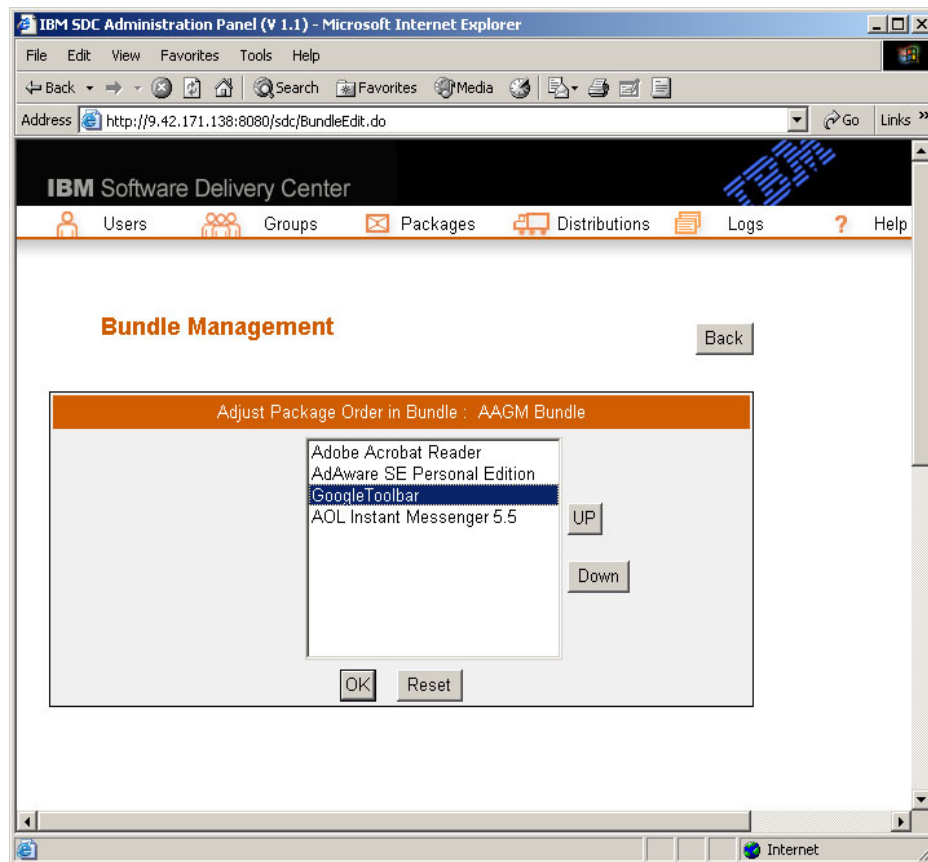 IBM SDC Administration Panel (V 1.1) - Microsoft Internet Explorer
File Edit View Favorites Tools Help
Back Search Favorites Media
Address http://9.42.171.138:8080/sdc/BundleEdit.do Go Links »
IBM Software Delivery Center IBM
Users Groups Packages Distributions Logs ? Help
Bundle Management
Back
Adjust Package Order in Bundle : AAGM Bundle
Adobe Acrobat Reader
AdAware SE Personal Edition
GoogleToolbar
AOL Instant Messenger 5.5
UP
Down
OK Reset
Internet